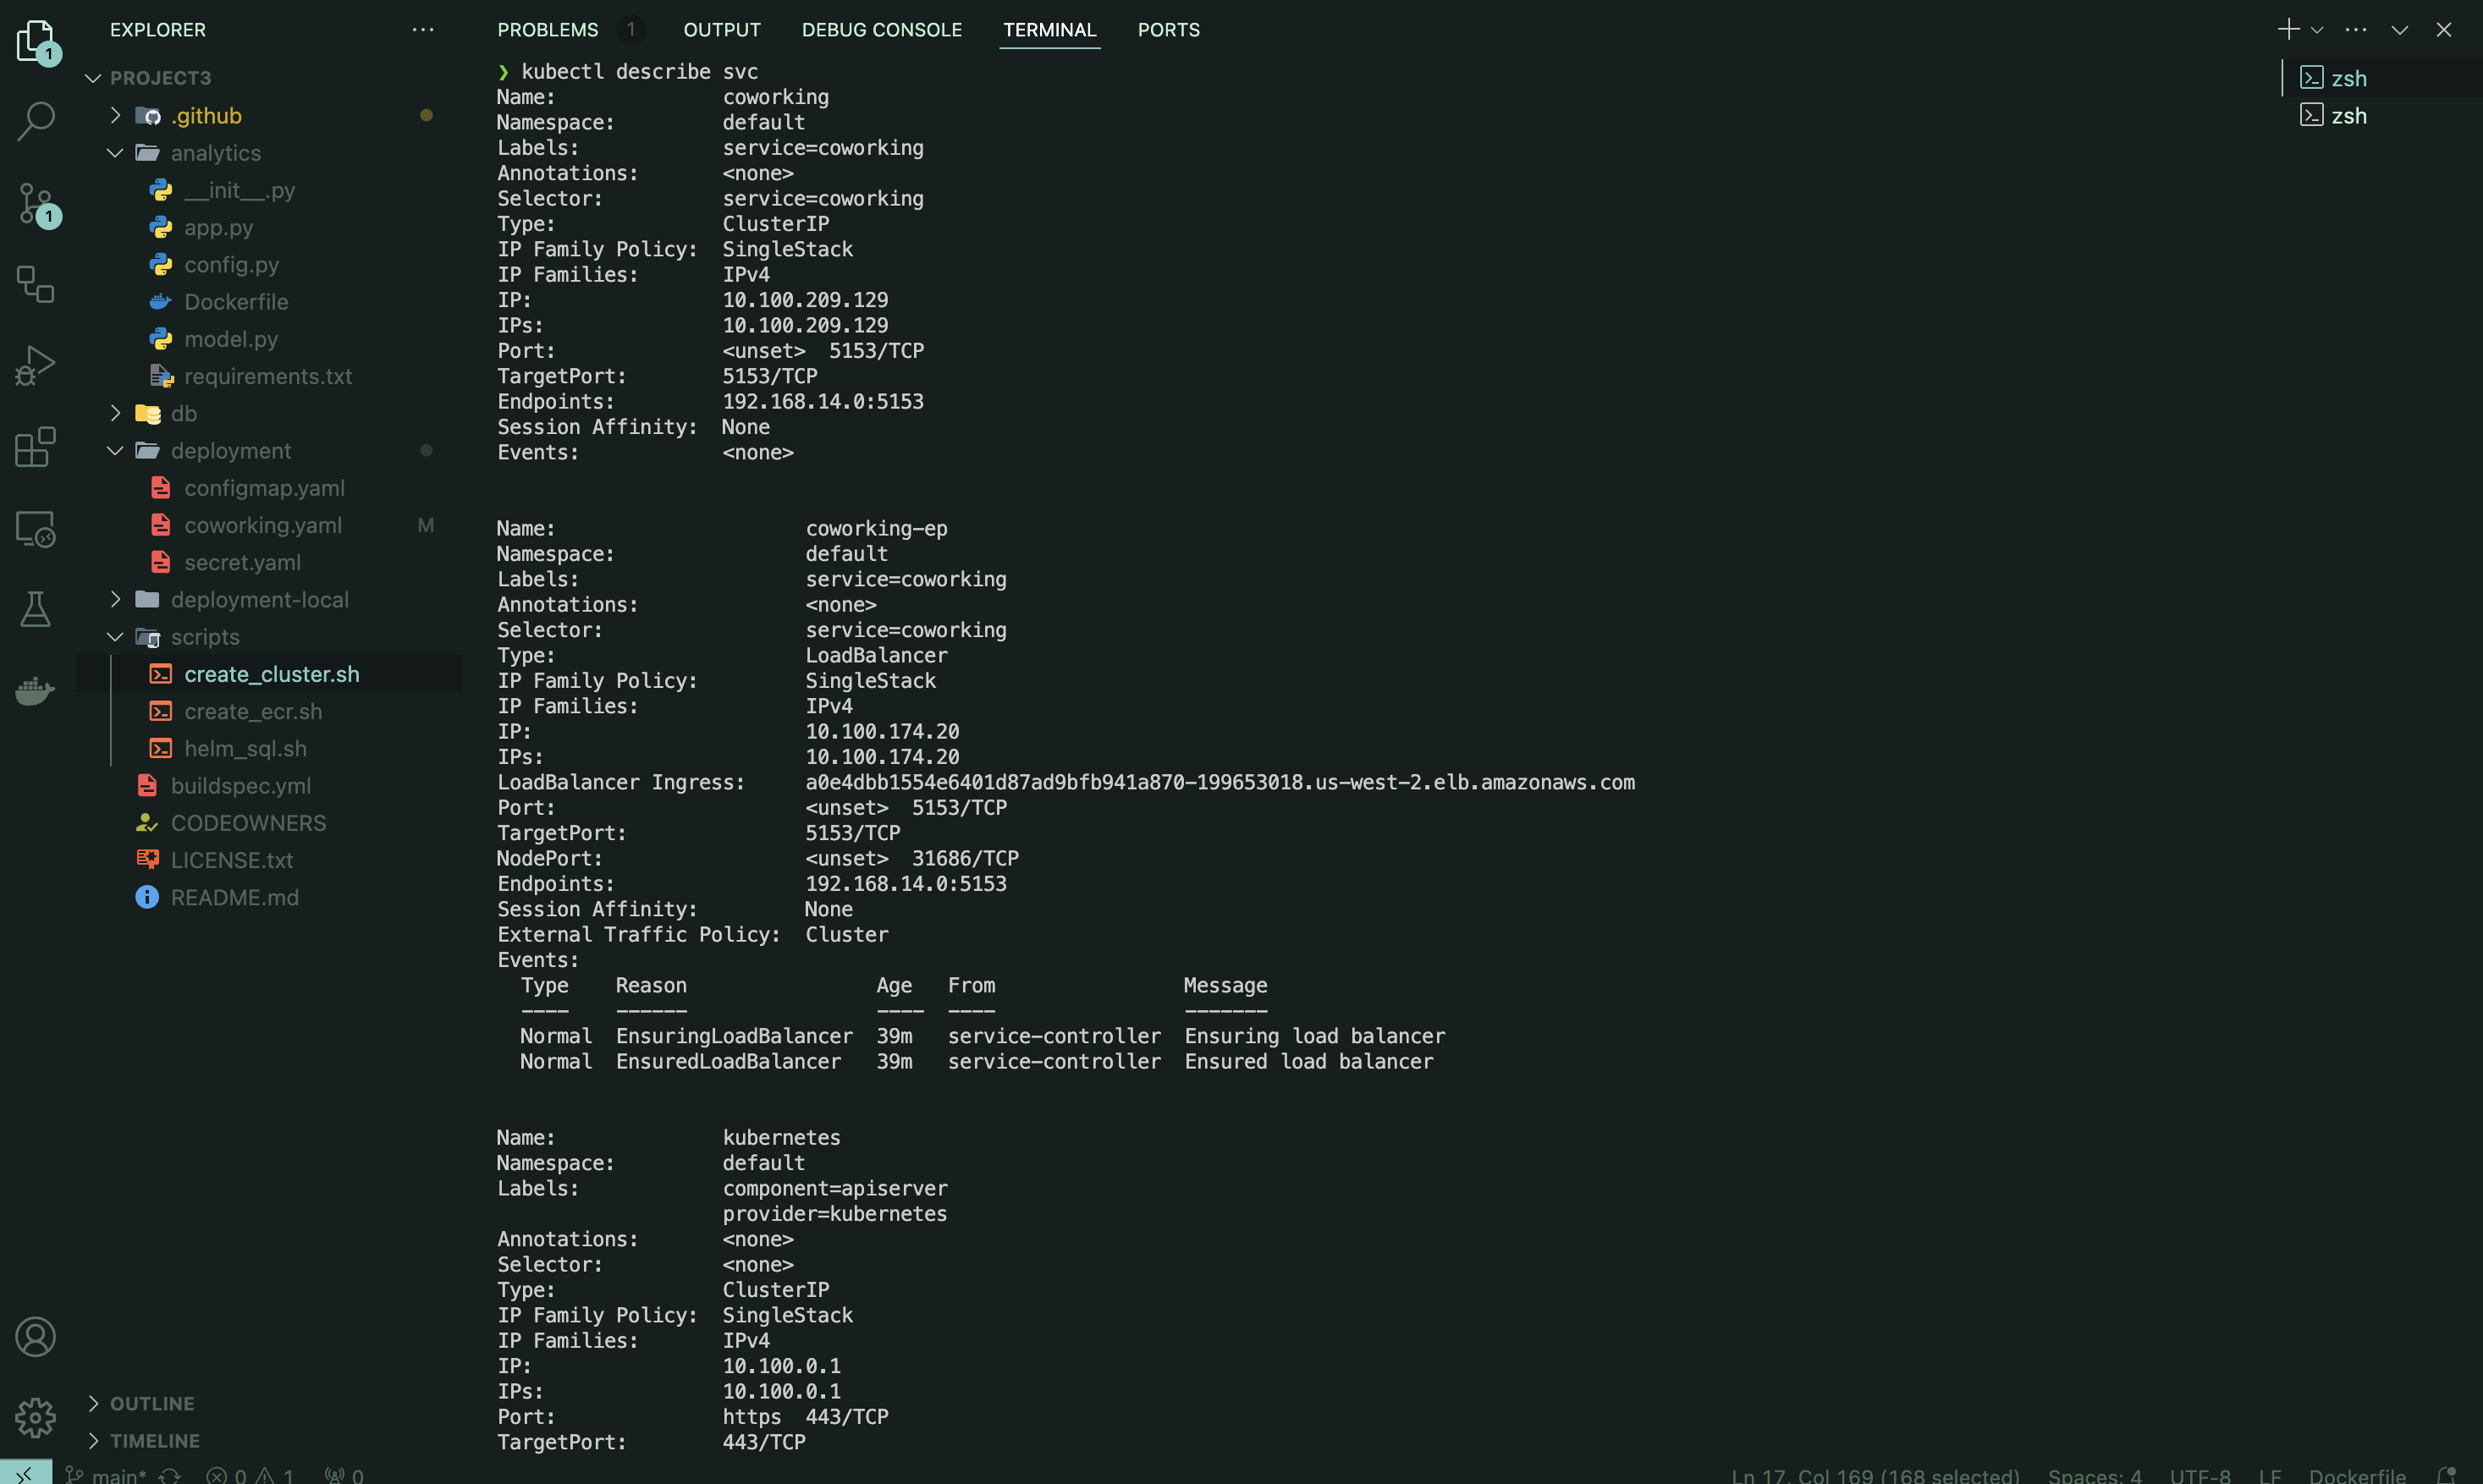 EXPLORER
PROJECT3
.github
analytics
__init__.py
app.py
config.py
Dockerfile
model.py
requirements.txt
db
deployment
configmap.yaml
coworking.yaml M
secret.yaml
deployment-local
scripts
create_cluster.sh
create_ecr.sh
helm_sql.sh
buildspec.yml
CODEOWNERS
LICENSE.txt
README.md
OUTLINE
TIMELINE
1
1
PROBLEMS 1 OUTPUT DEBUG CONSOLE TERMINAL PORTS
zsh
zsh
❯ kubectl describe svc
Name: coworking
Namespace: default
Labels: service=coworking
Annotations: <none>
Selector: service=coworking
Type: ClusterIP
IP Family Policy: SingleStack
IP Families: IPv4
IP: 10.100.209.129
IPs: 10.100.209.129
Port: <unset> 5153/TCP
TargetPort: 5153/TCP
Endpoints: 192.168.14.0:5153
Session Affinity: None
Events: <none>
Name: coworking-ep
Namespace: default
Labels: service=coworking
Annotations: <none>
Selector: service=coworking
Type: LoadBalancer
IP Family Policy: SingleStack
IP Families: IPv4
IP: 10.100.174.20
IPs: 10.100.174.20
LoadBalancer Ingress: a0e4dbb1554e6401d87ad9bfb941a870-199653018.us-west-2.elb.amazonaws.com
Port: <unset> 5153/TCP
TargetPort: 5153/TCP
NodePort: <unset> 31686/TCP
Endpoints: 192.168.14.0:5153
Session Affinity: None
External Traffic Policy: Cluster
Events:
Type Reason Age From Message
---- ------ ---- ---- -------
Normal EnsuringLoadBalancer 39m service-controller Ensuring load balancer
Normal EnsuredLoadBalancer 39m service-controller Ensured load balancer
Name: kubernetes
Namespace: default
Labels: component=apiserver
provider=kubernetes
Annotations: <none>
Selector: <none>
Type: ClusterIP
IP Family Policy: SingleStack
IP Families: IPv4
IP: 10.100.0.1
IPs: 10.100.0.1
Port: https 443/TCP
TargetPort: 443/TCP
main* 0 1 0 Ln 17, Col 169 (168 selected) Spaces: 4 UTF-8 LF Dockerfile